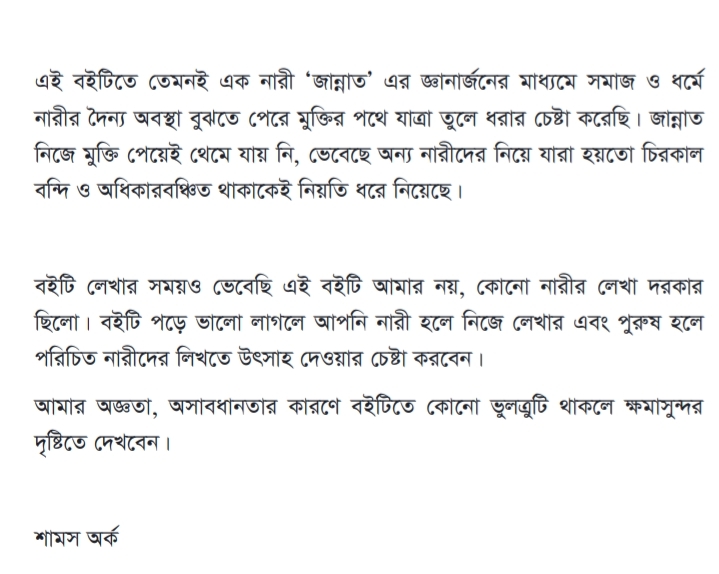 এই বইটিতে তেমনই এক নারী ‘জান্নাত’ এর জ্ঞানার্জনের মাধ্যমে সমাজ ও ধর্মে
নারীর দৈন্য অবস্থা বুঝতে পেরে মুক্তির পথে যাত্রা তুলে ধরার চেষ্টা করেছি। জান্নাত
নিজে মুক্তি পেয়েই থেমে যায় নি, ভেবেছে অন্য নারীদের নিয়ে যারা হয়তো চিরকাল
বন্দি ও অধিকারবঞ্চিত থাকাকেই নিয়তি ধরে নিয়েছে।
বইটি লেখার সময়ও ভেবেছি এই বইটি আমার নয়, কোনো নারীর লেখা দরকার
ছিলো। বইটি পড়ে ভালো লাগলে আপনি নারী হলে নিজে লেখার এবং পুরুষ হলে
পরিচিত নারীদের লিখতে উৎসাহ দেওয়ার চেষ্টা করবেন।
আমার অজ্ঞতা, অসাবধানতার কারণে বইটিতে কোনো ভুলত্রুটি থাকলে ক্ষমাসুন্দর
দৃষ্টিতে দেখবেন।
শামস অর্ক